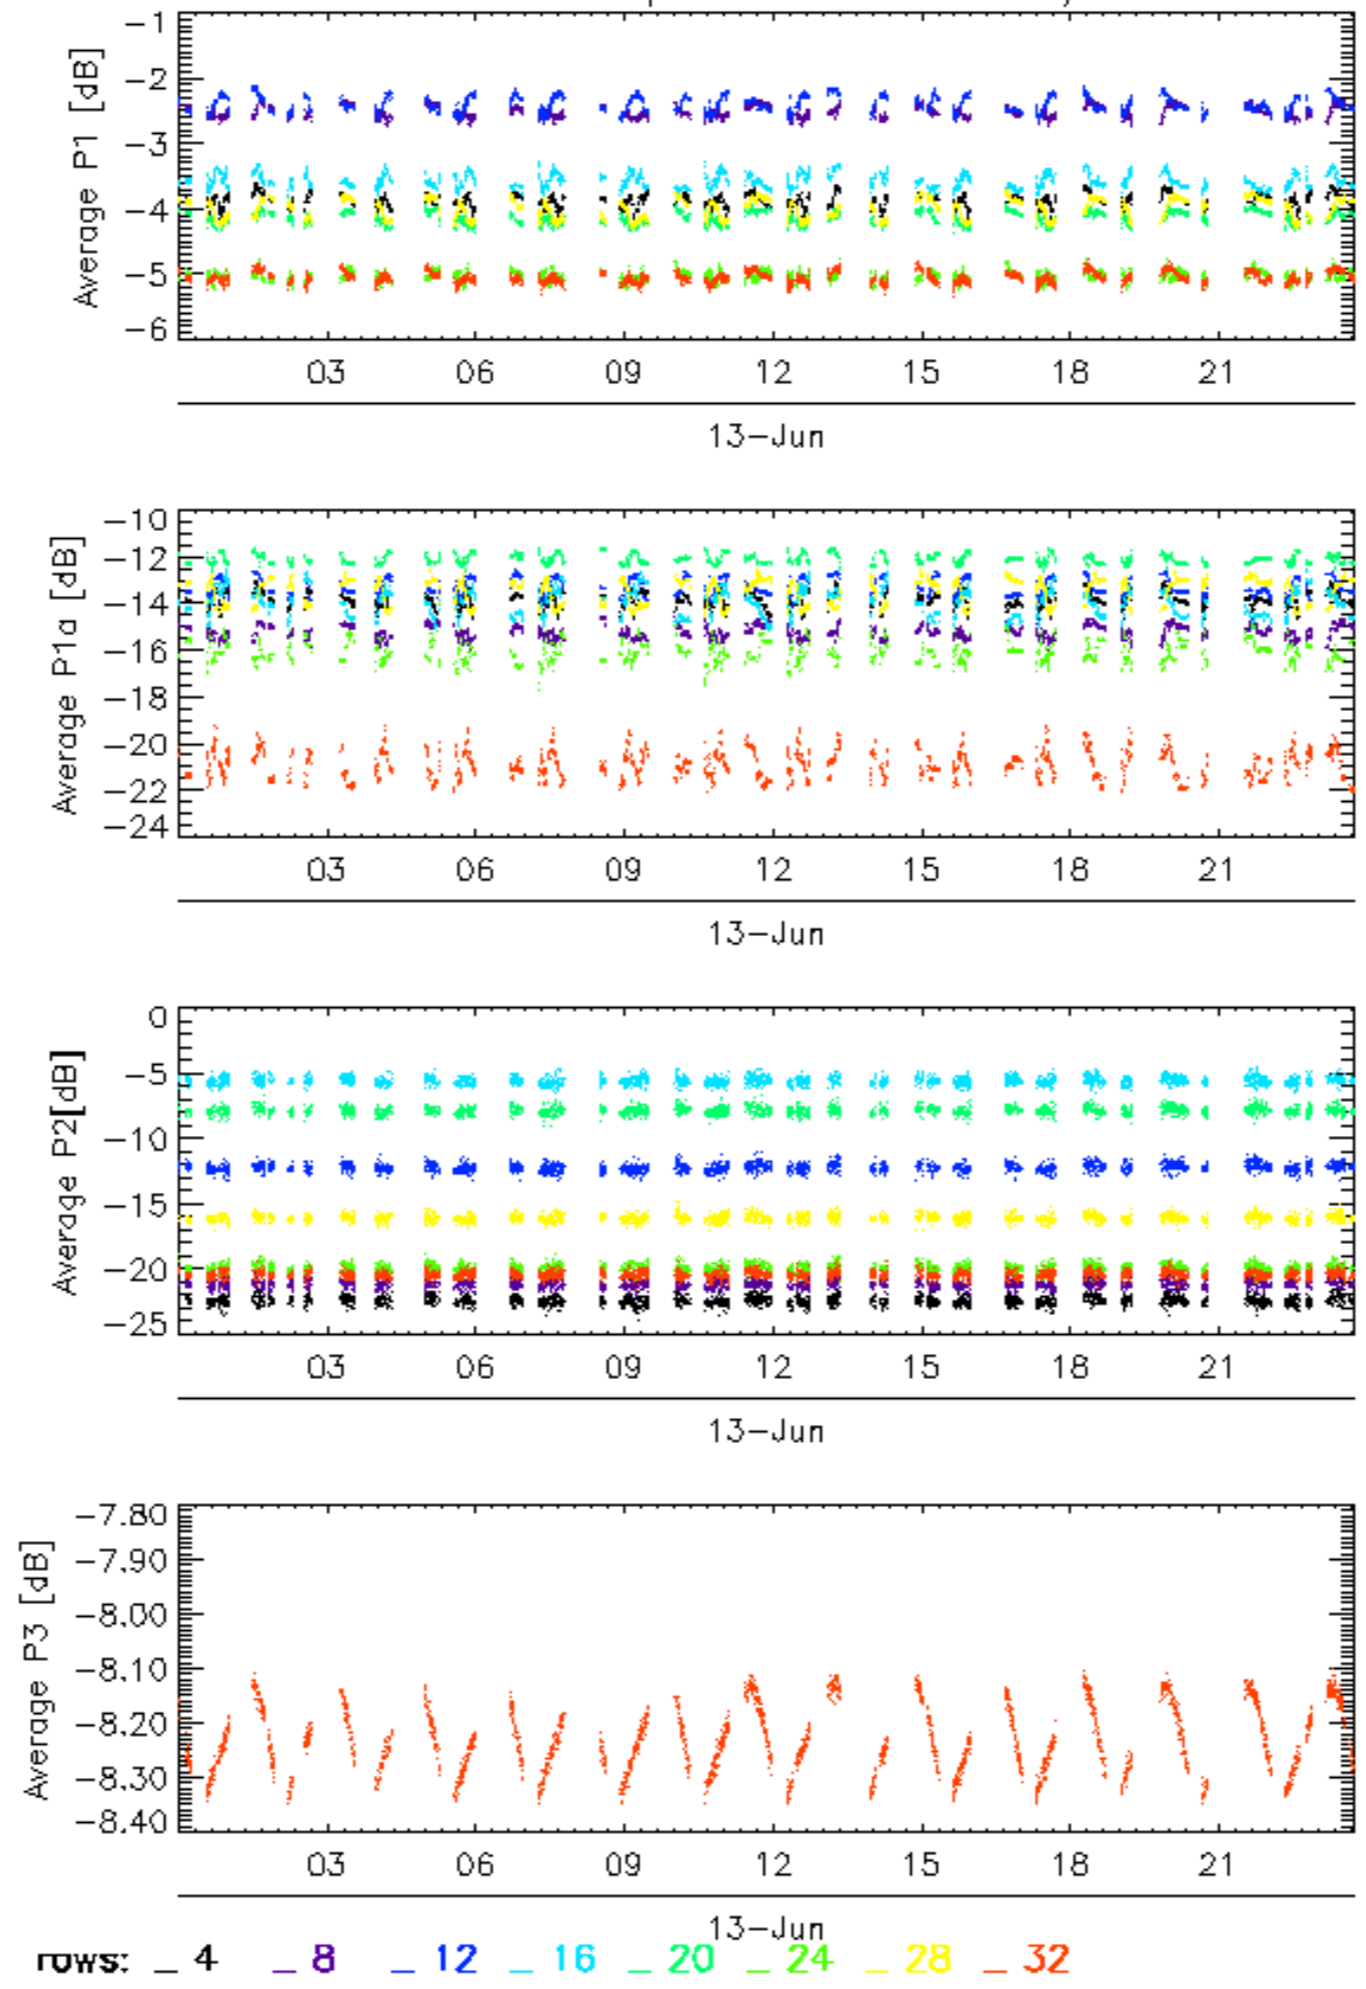 Average P1 [dB]
-1
-2
-3
-4
-5
-6
03 06 09 12 15 18 21
13-Jun
Average P1a [dB]
-10
-12
-14
-16
-18
-20
-22
-24
03 06 09 12 15 18 21
13-Jun
Average P2[dB]
0
-5
-10
-15
-20
-25
03 06 09 12 15 18 21
13-Jun
Average P3 [dB]
-7.80
-7.90
-8.00
-8.10
-8.20
-8.30
-8.40
03 06 09 12 15 18 21
13-Jun
rows: _ 4 _ 8 _ 12 _ 16 _ 20 _ 24 _ 28 _ 32